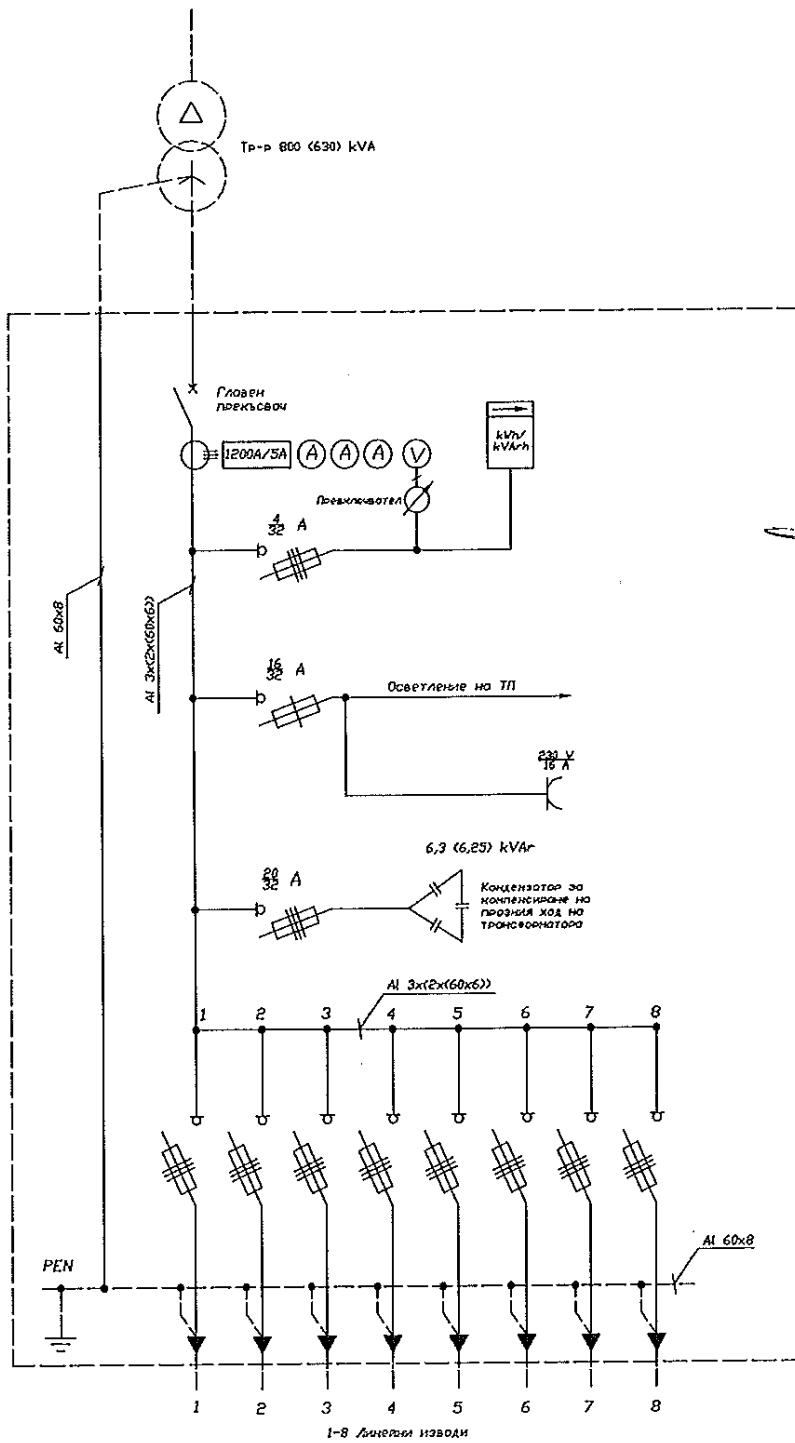 Тр-р 800 (630) kVA
Главен
прекъсвач
1200A/5A
A
A
A
V
kWh/
kVArh
Превключвател
4
32 A
Al 60x8
Al 3x(2x(60x6))
16
32 A
Осветление на ТП
230 V
16 A
6,3 (6,25) kVAr
20
32 A
Кондензатор за
компенсиране на
празния ход на
трансформатора
Al 3x(2x(60x6))
1 2 3 4 5 6 7 8
Al 60x8
PEN
1 2 3 4 5 6 7 8
1-8 Линейни изводи